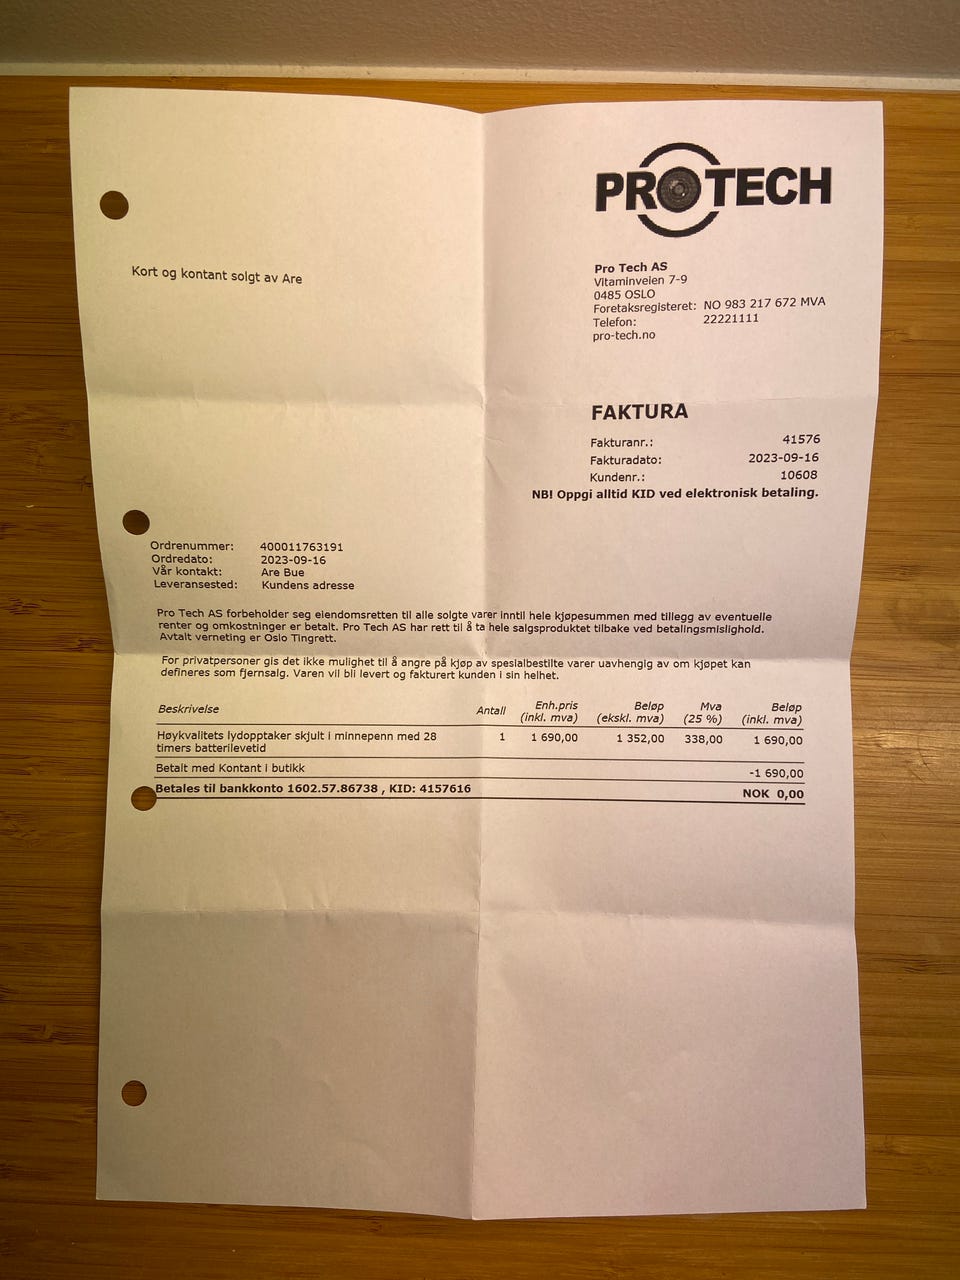 PROTECH
Kort og kontant solgt av Are
Pro Tech AS
Vitaminveien 7-9
0485 OSLO
Foretaksregisteret: NO 983 217 672 MVA
Telefon: 22221111
pro-tech.no
FAKTURA
Fakturanr.: 41576
Fakturadato: 2023-09-16
Kundenr.: 10608
NB! Oppgi alltid KID ved elektronisk betaling.
Ordrenummer: 400011763191
Ordredato: 2023-09-16
Vår kontakt: Are Bue
Leveransested: Kundens adresse
Pro Tech AS forbeholder seg eiendomsretten til alle solgte varer inntil hele kjøpesummen med tillegg av eventuelle
renter og omkostninger er betalt. Pro Tech AS har rett til å ta hele salgsproduktet tilbake ved betalingsmislighold.
Avtalt verneting er Oslo Tingrett.
For privatpersoner gis det ikke mulighet til å angre på kjøp av spesialbestilte varer uavhengig av om kjøpet kan
defineres som fjernsalg. Varen vil bli levert og fakturert kunden i sin helhet.
Beskrivelse Antall Enh.pris (inkl. mva) Beløp (ekskl. mva) Mva (25 %) Beløp (inkl. mva)
Høykvalitets lydopptaker skjult i minnepenn med 28 1 1 690,00 1 352,00 338,00 1 690,00
timers batterilevetid
Betalt med Kontant i butikk -1 690,00
Betales til bankkonto 1602.57.86738 , KID: 4157616 NOK 0,00